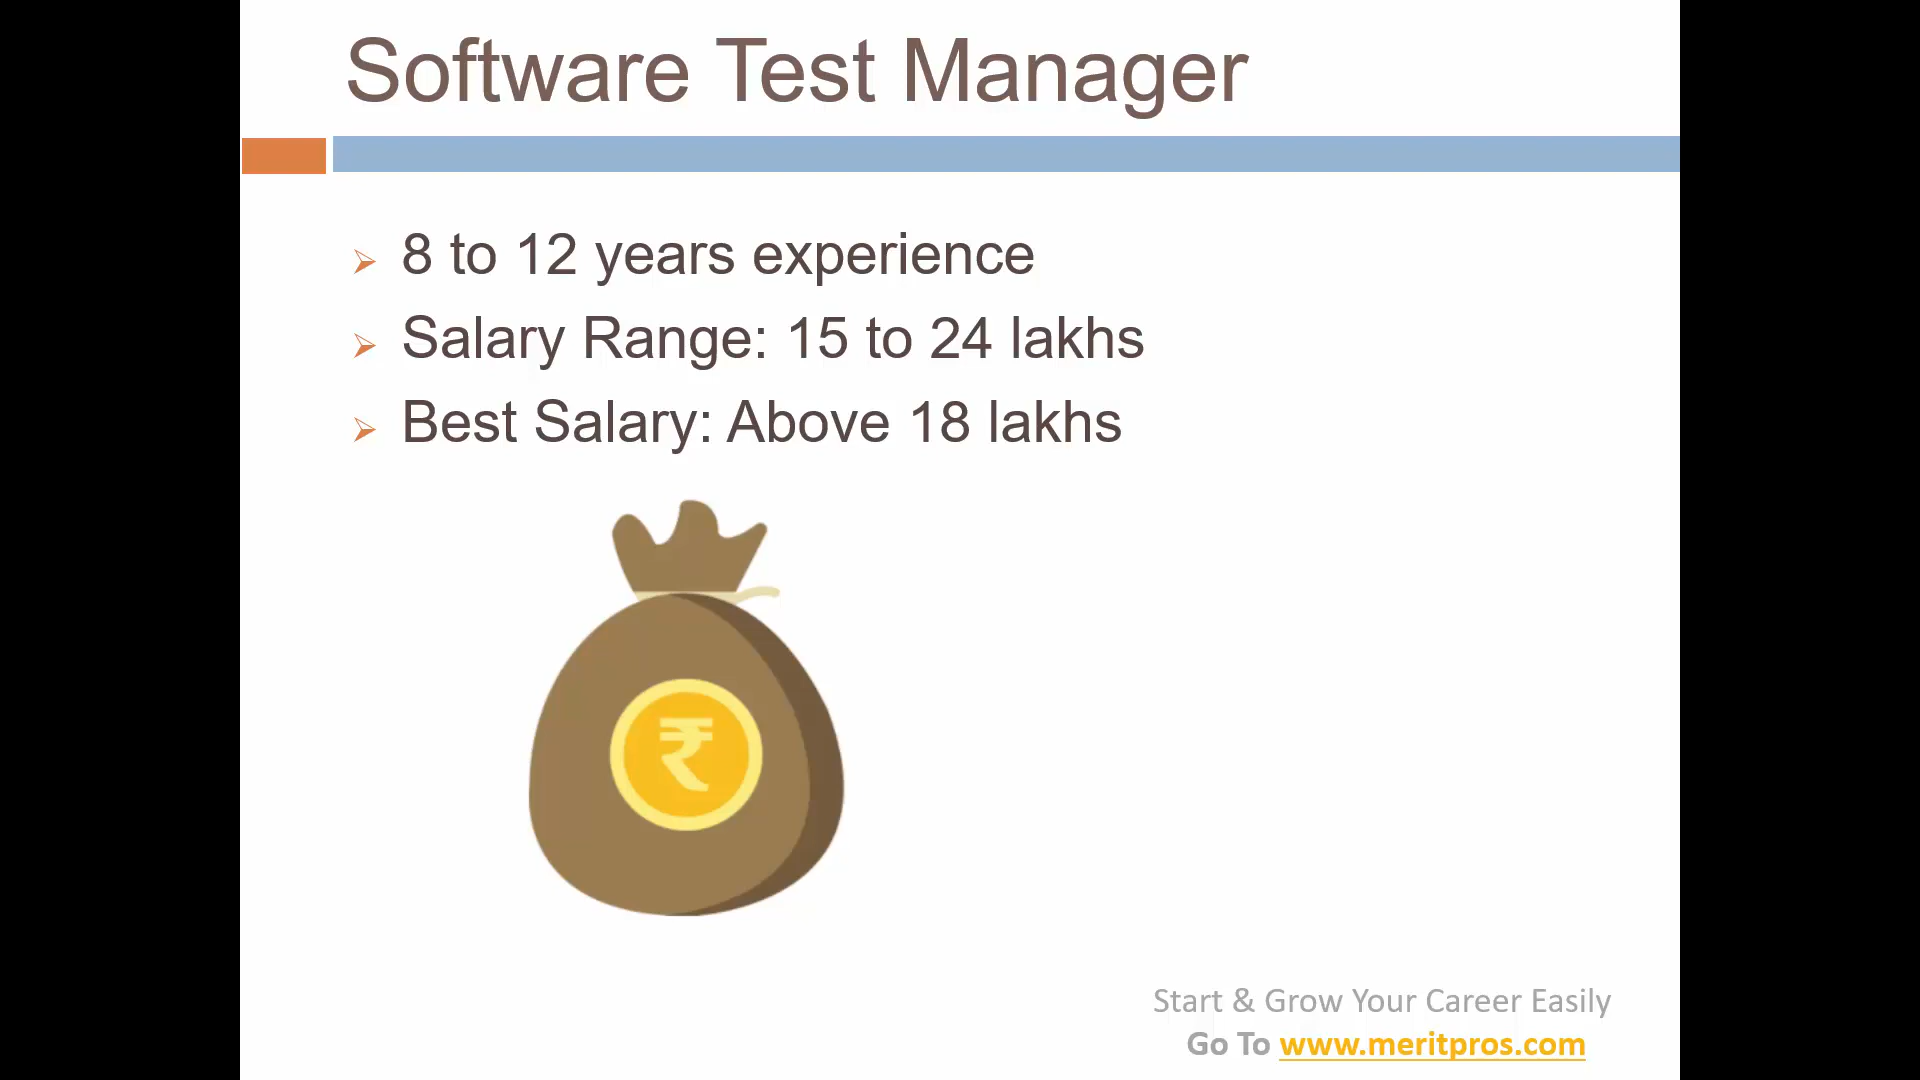 Software Test Manager
8 to 12 years experience
Salary Range: 15 to 24 lakhs
Best Salary: Above 18 lakhs
₹
Start & Grow Your Career Easily
Go To www.meritpros.com